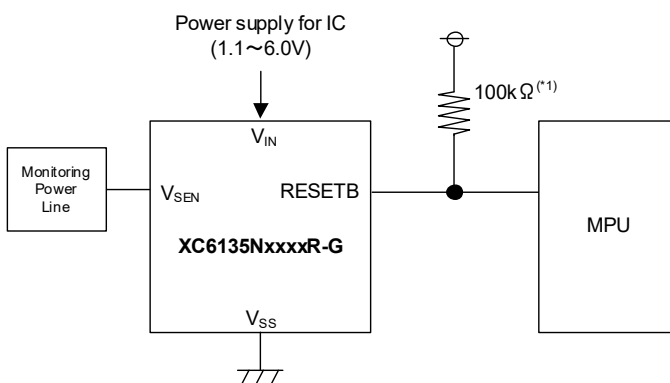 Power supply for IC
(1.1～6.0V)
100kΩ(*1)
VIN
Monitoring
Power
Line
VSEN
RESETB
MPU
XC6135NxxxxR-G
VSS